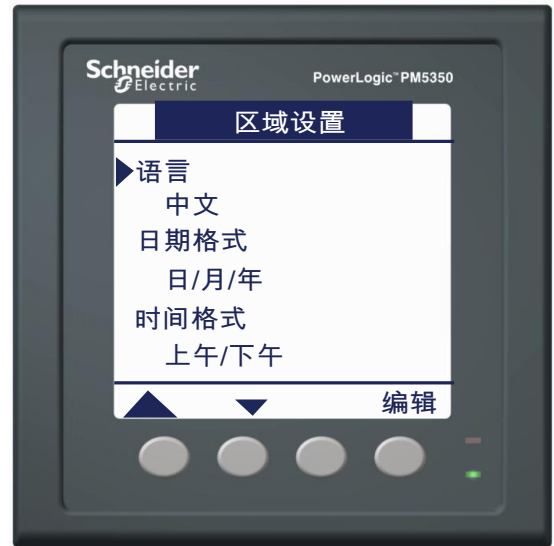 Schneider
Electric
PowerLogic™ PM5350
区域设置
语言
中文
日期格式
日/月/年
时间格式
上午/下午
编辑